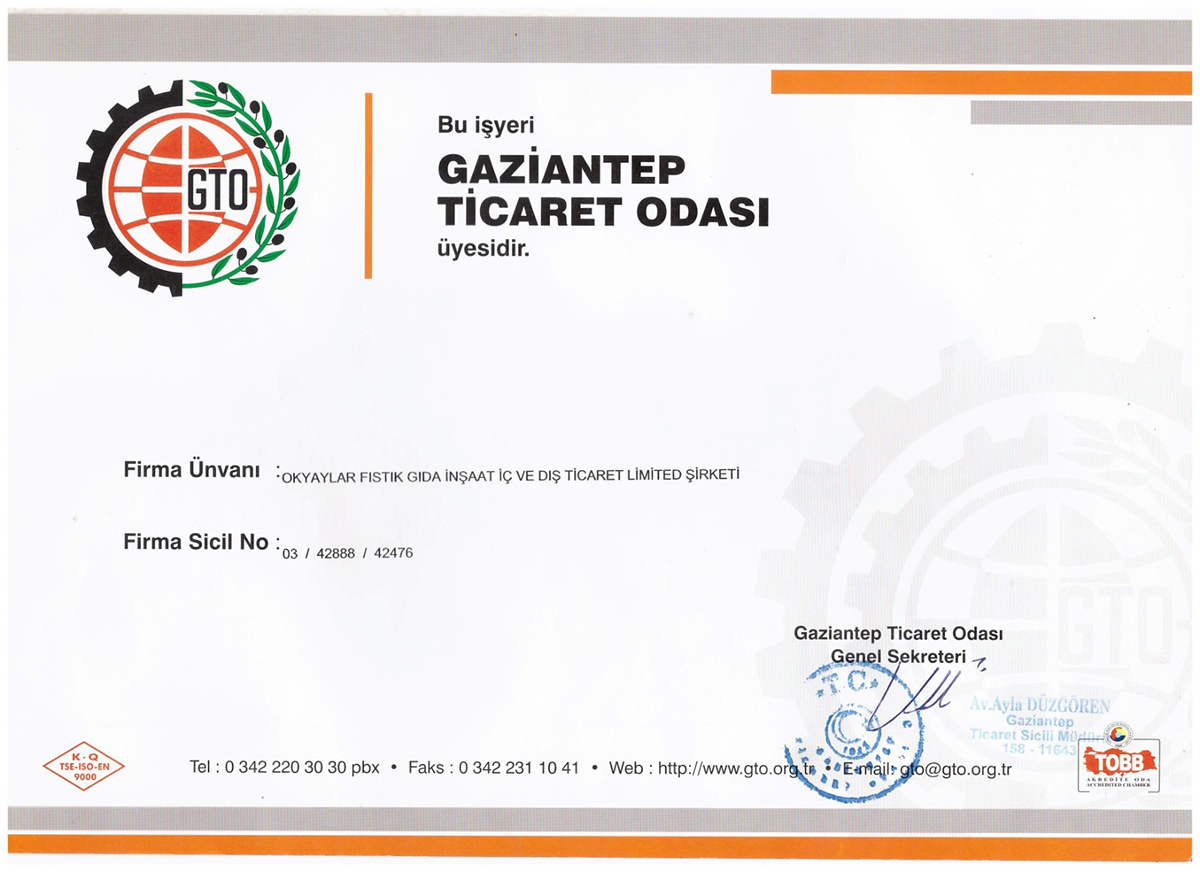 GTO
Bu işyeri
GAZİANTEP
TİCARET ODASI
üyesidir.
Firma Ünvanı : OKYAYLAR FISTIK GIDA İNŞAAT İÇ VE DIŞ TİCARET LİMİTED ŞİRKETİ
Firma Sicil No : 03 / 42888 / 42476
GTO
Gaziantep Ticaret Odası
Genel Sekreteri
T.C.
Av.Ayla DÜZGÖREN
Gaziantep
Ticaret Sicili Müdürü
158 - 11643
K - Q
TSE-ISO-EN
9000
Tel : 0 342 220 30 30 pbx • Faks : 0 342 231 10 41 • Web : http://www.gto.org.tr • E-mail: gto@gto.org.tr
TOBB
AKREDİTE ODA
ACCREDITED CHAMBER